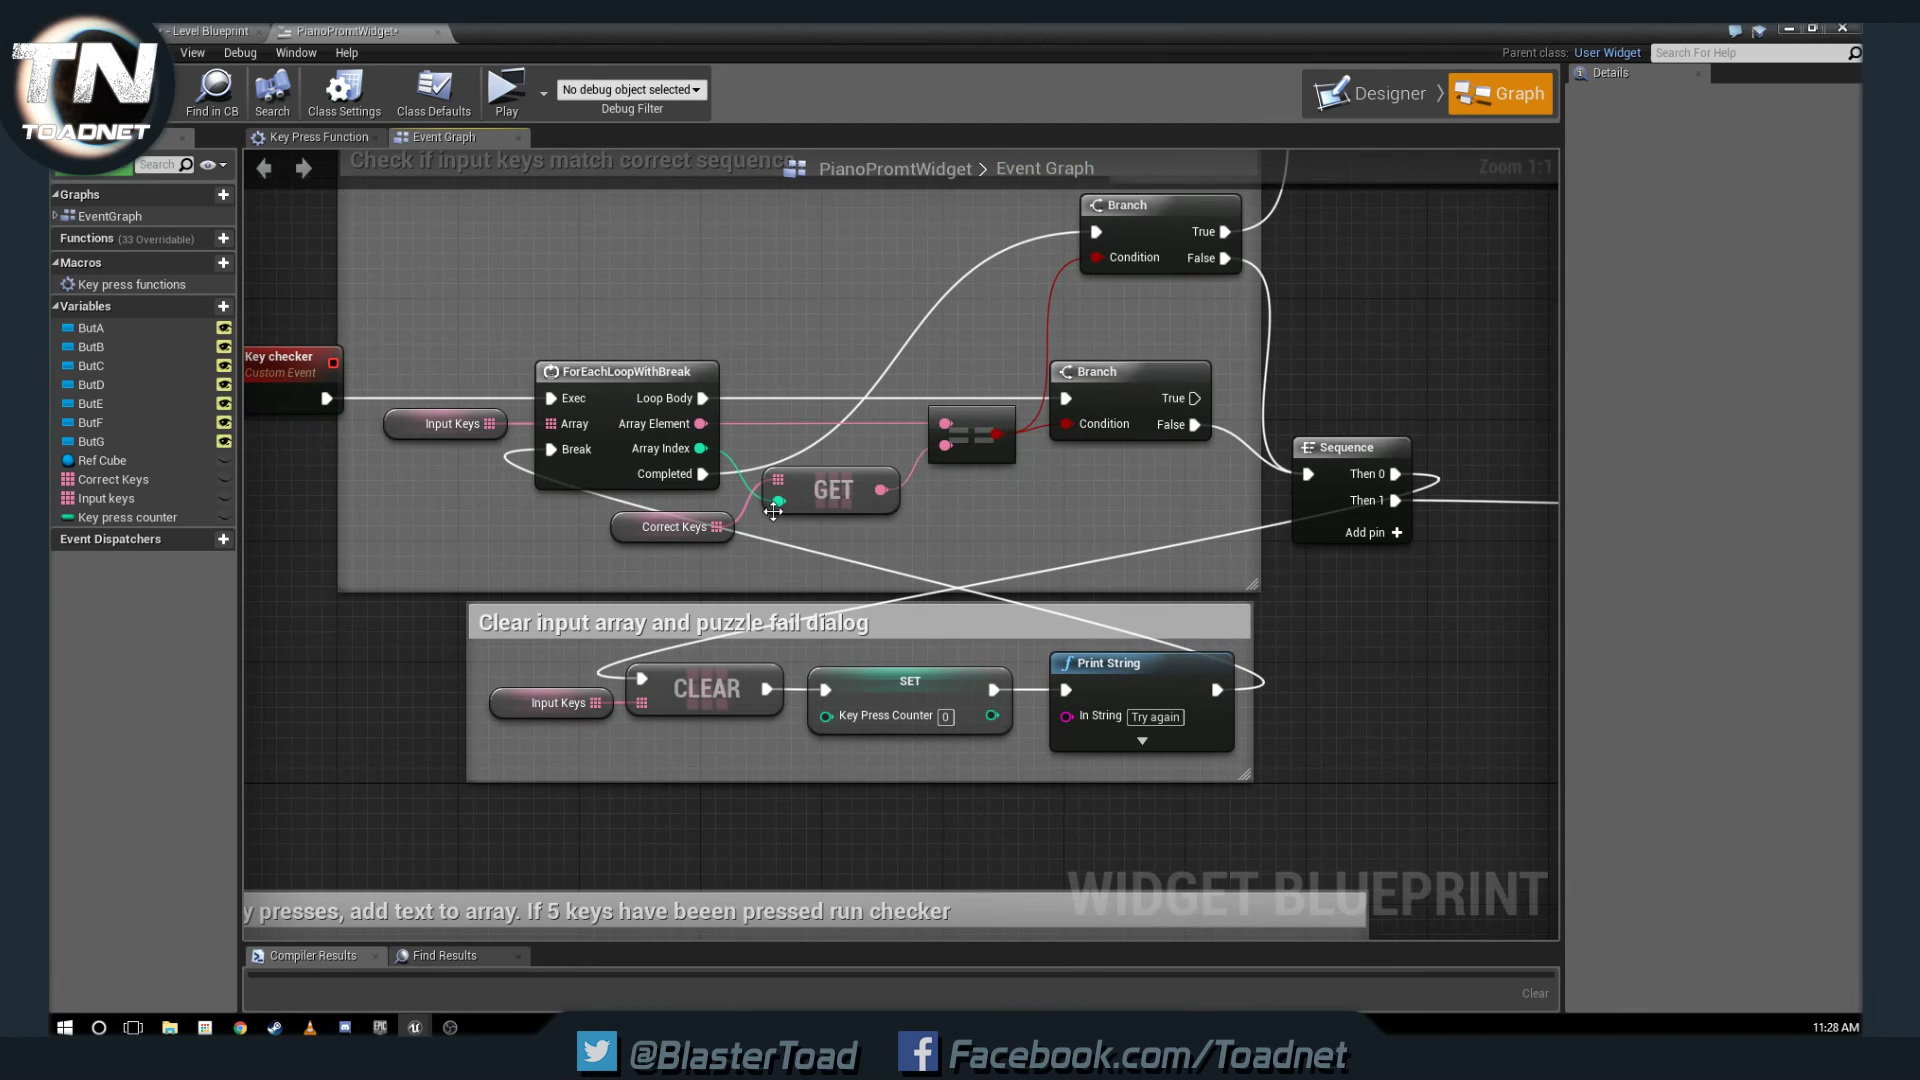 TN
TOADNET
- Level Blueprint
PianoPromtWidget*
View Debug Window Help
Parent class: User Widget
Search For Help
Find in CB
Search
Class Settings
Class Defaults
Play
No debug object selected
Debug Filter
Designer
Graph
Details
Key Press Function
Event Graph
Search
Check if input keys match correct sequence
PianoPromtWidget > Event Graph
Zoom 1:1
Graphs
EventGraph
Functions (33 Overridable)
Macros
Key press functions
Variables
ButA
ButB
ButC
ButD
ButE
ButF
ButG
Ref Cube
Correct Keys
Input keys
Key press counter
Event Dispatchers
Key checker
Custom Event
Input Keys
ForEachLoopWithBreak
Exec Loop Body
Array Array Element
Break Array Index
Completed
Correct Keys
GET
==
Branch
True
Condition False
Branch
True
Condition
False
Sequence
Then 0
Then 1
Add pin +
Clear input array and puzzle fail dialog
Input Keys
CLEAR
SET
Key Press Counter 0
f Print String
In String Try again
WIDGET BLUEPRINT
y presses, add text to array. If 5 keys have beeen pressed run checker
Compiler Results
Find Results
Clear
EPIC
11:28 AM
@BlasterToad
Facebook.com/Toadnet